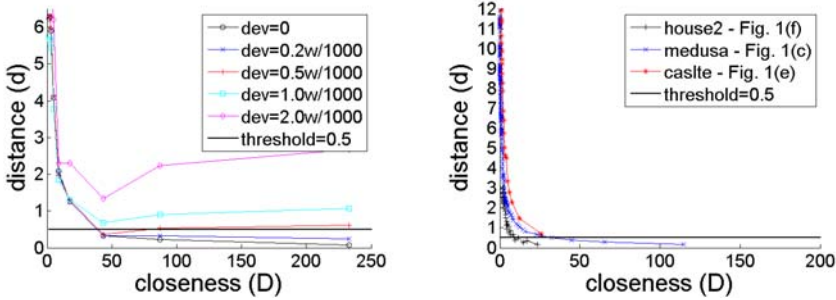 distance (d)
6
5
4
3
2
1
0
0 50 100 150 200 250
closeness (D)
dev=0
dev=0.2w/1000
dev=0.5w/1000
dev=1.0w/1000
dev=2.0w/1000
threshold=0.5
distance (d)
12
11
10
9
8
7
6
5
4
3
2
1
0
0 50 100 150 200
closeness (D)
house2 - Fig. 1(f)
medusa - Fig. 1(c)
caslte - Fig. 1(e)
threshold=0.5